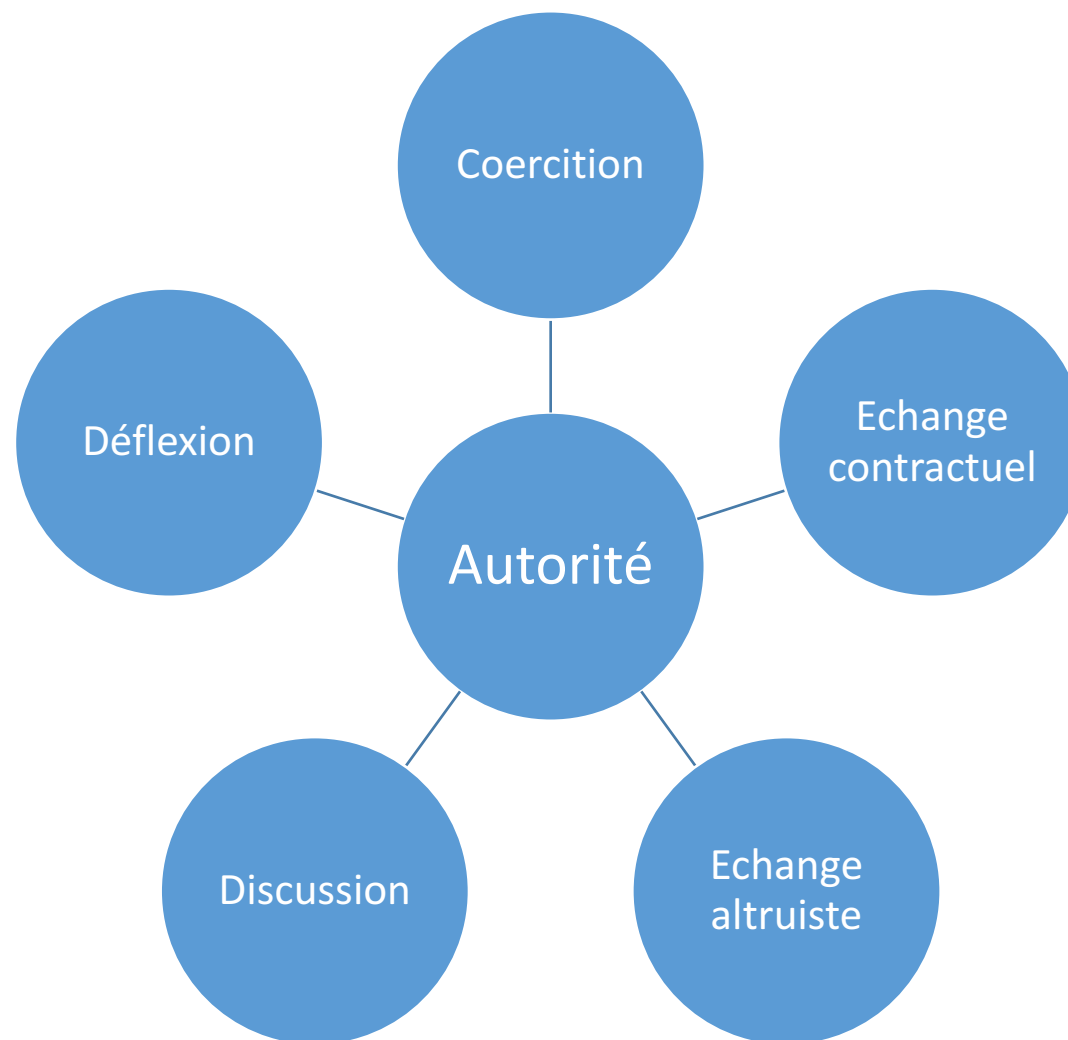 Coercition
Echange
contractuel
Déflexion
Autorité
Echange
altruiste
Discussion